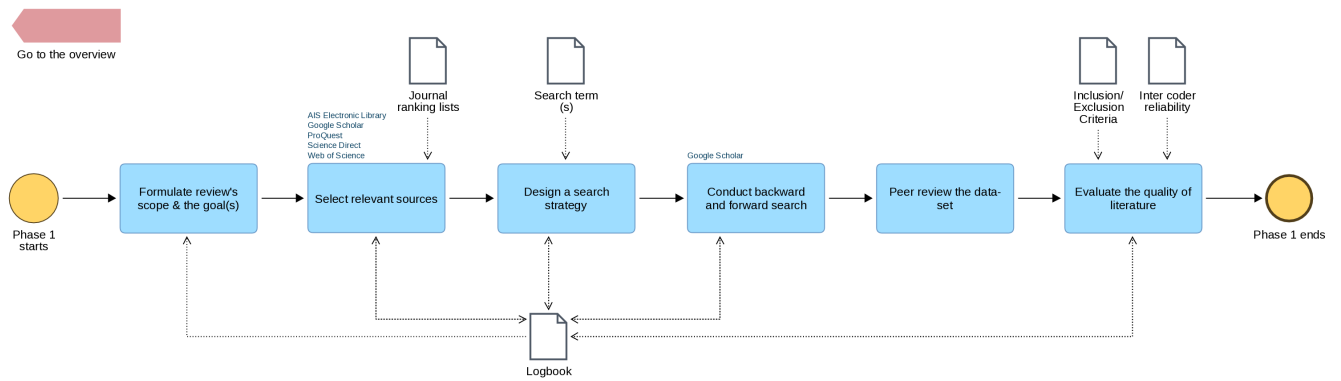 Go to the overview
Journal
ranking lists
Search term
(s)
Inclusion/
Exclusion
Criteria
Inter coder
reliability
AIS Electronic Library
Google Scholar
ProQuest
Science Direct
Web of Science
Google Scholar
Phase 1
starts
Formulate review's
scope & the goal(s)
Select relevant sources
Design a search
strategy
Conduct backward
and forward search
Peer review the data-
set
Evaluate the quality of
literature
Phase 1 ends
Logbook